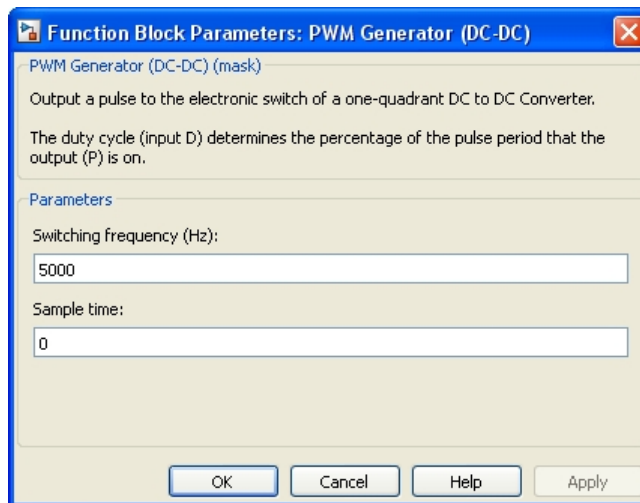 Function Block Parameters: PWM Generator (DC-DC)
PWM Generator (DC-DC) (mask)
Output a pulse to the electronic switch of a one-quadrant DC to DC Converter.
The duty cycle (input D) determines the percentage of the pulse period that the
output (P) is on.
Parameters
Switching frequency (Hz):
5000
Sample time:
0
OK Cancel Help Apply